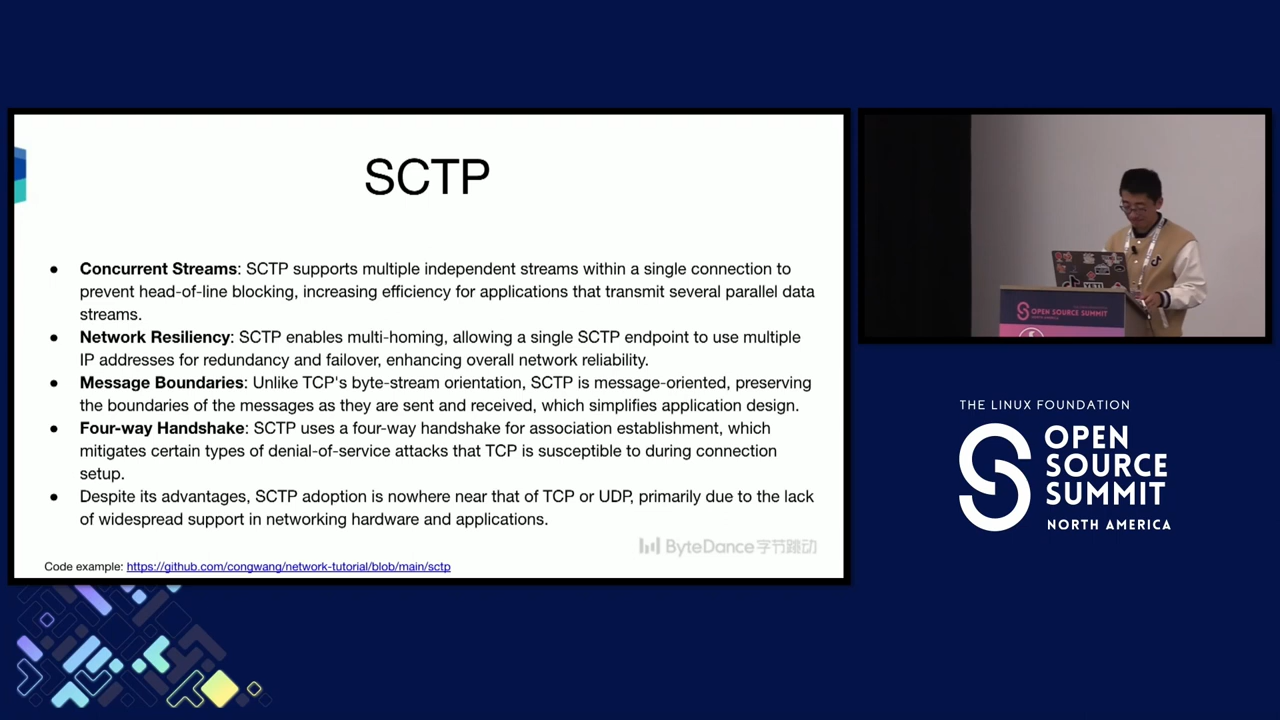 SCTP
● Concurrent Streams: SCTP supports multiple independent streams within a single connection to
prevent head-of-line blocking, increasing efficiency for applications that transmit several parallel data
streams.
● Network Resiliency: SCTP enables multi-homing, allowing a single SCTP endpoint to use multiple
IP addresses for redundancy and failover, enhancing overall network reliability.
● Message Boundaries: Unlike TCP's byte-stream orientation, SCTP is message-oriented, preserving
the boundaries of the messages as they are sent and received, which simplifies application design.
● Four-way Handshake: SCTP uses a four-way handshake for association establishment, which
mitigates certain types of denial-of-service attacks that TCP is susceptible to during connection
setup.
● Despite its advantages, SCTP adoption is nowhere near that of TCP or UDP, primarily due to the lack
of widespread support in networking hardware and applications.
ByteDance字节跳动
Code example: https://github.com/congwang/network-tutorial/blob/main/sctp
OPEN SOURCE SUMMIT
THE LINUX FOUNDATION
OPEN
SOURCE
SUMMIT
NORTH AMERICA